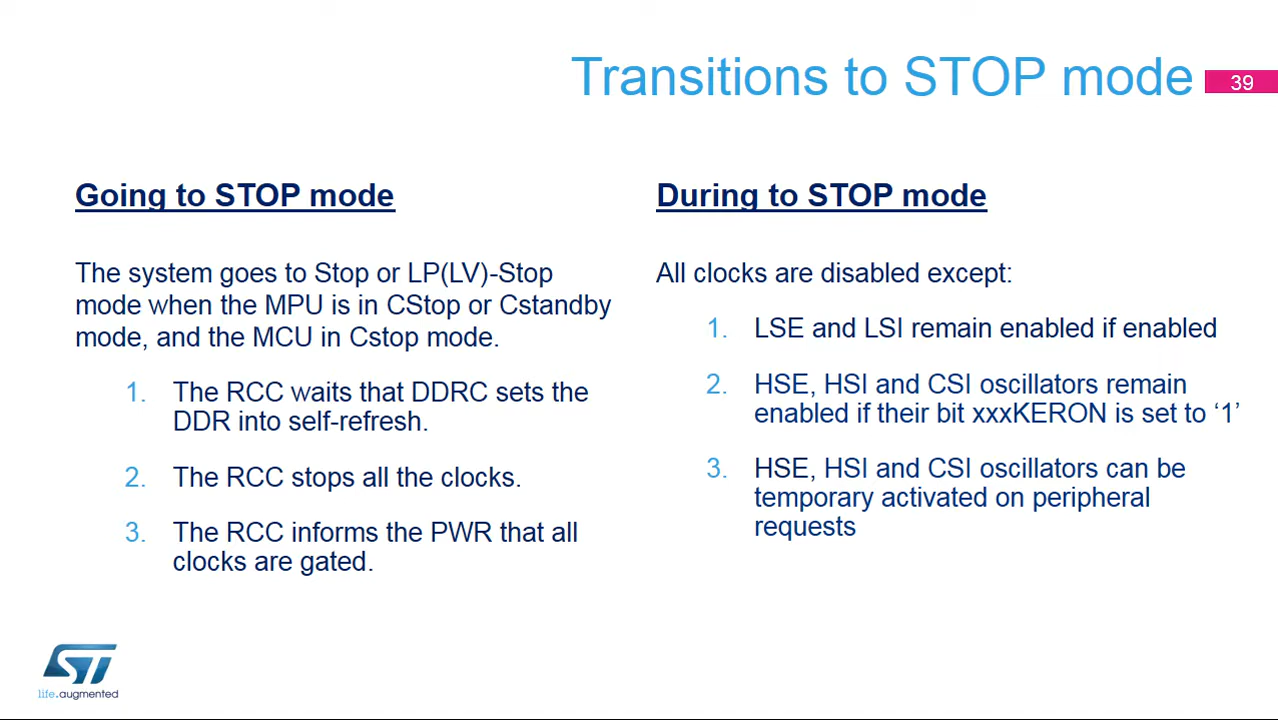 Transitions to STOP mode
39
Going to STOP mode
The system goes to Stop or LP(LV)-Stop
mode when the MPU is in CStop or Cstandby
mode, and the MCU in Cstop mode.
1. The RCC waits that DDRC sets the
DDR into self-refresh.
2. The RCC stops all the clocks.
3. The RCC informs the PWR that all
clocks are gated.
During to STOP mode
All clocks are disabled except:
1. LSE and LSI remain enabled if enabled
2. HSE, HSI and CSI oscillators remain
enabled if their bit xxxKERON is set to ‘1’
3. HSE, HSI and CSI oscillators can be
temporary activated on peripheral
requests
ST
life.augmented